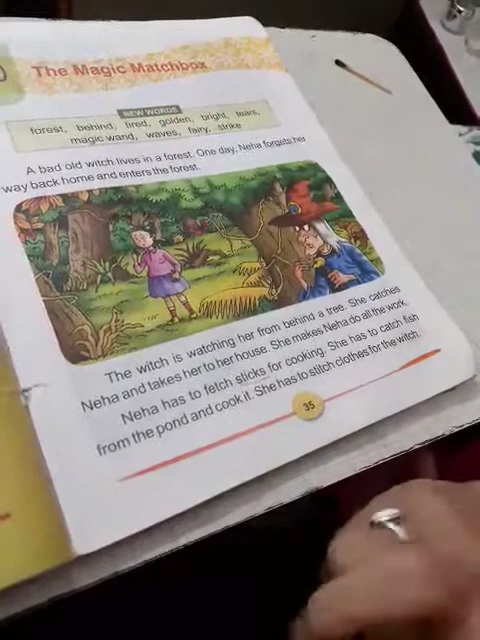 The Magic Matchbox
NEW WORDS
forest, behind, tired, golden, bright, tears,
magic wand, waves, fairy, strike
A bad old witch lives in a forest. One day, Neha forgets her
way back home and enters the forest.
The witch is watching her from behind a tree. She catches
Neha and takes her to her house. She makes Neha do all the work.
Neha has to fetch sticks for cooking. She has to catch fish
from the pond and cook it. She has to stitch clothes for the witch.
35